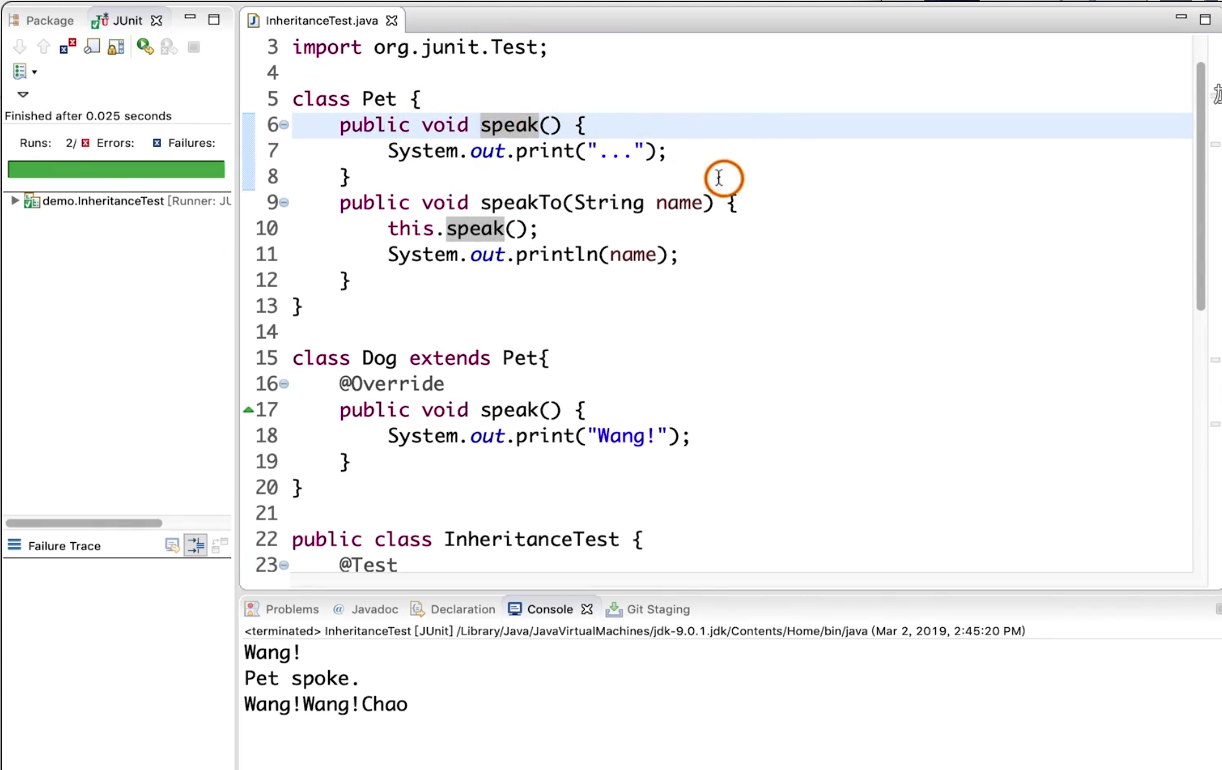 Package JUnit
Finished after 0.025 seconds
Runs: 2/ Errors: Failures:
demo.InheritanceTest [Runner: JU
Failure Trace
InheritanceTest.java
3 import org.junit.Test;
4
5 class Pet {
6 public void speak() {
7 System.out.print("...");
8 }
9 public void speakTo(String name) {
10 this.speak();
11 System.out.println(name);
12 }
13 }
14
15 class Dog extends Pet{
16 @Override
17 public void speak() {
18 System.out.print("Wang!");
19 }
20 }
21
22 public class InheritanceTest {
23 @Test
Problems @ Javadoc Declaration Console Git Staging
<terminated> InheritanceTest [JUnit] /Library/Java/JavaVirtualMachines/jdk-9.0.1.jdk/Contents/Home/bin/java (Mar 2, 2019, 2:45:20 PM)
Wang!
Pet spoke.
Wang!Wang!Chao